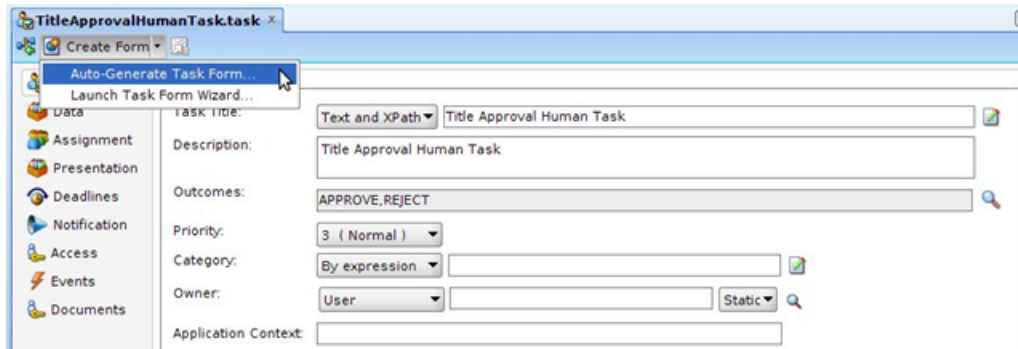 TitleApprovalHumanTask.task
Create Form
Auto-Generate Task Form...
Launch Task Form Wizard...
Data
Task Title:
Text and XPath
Title Approval Human Task
Assignment
Description:
Title Approval Human Task
Presentation
Deadlines
Outcomes:
APPROVE,REJECT
Notification
Priority:
3 ( Normal )
Access
Category:
By expression
Events
Owner:
User
Static
Documents
Application Context: